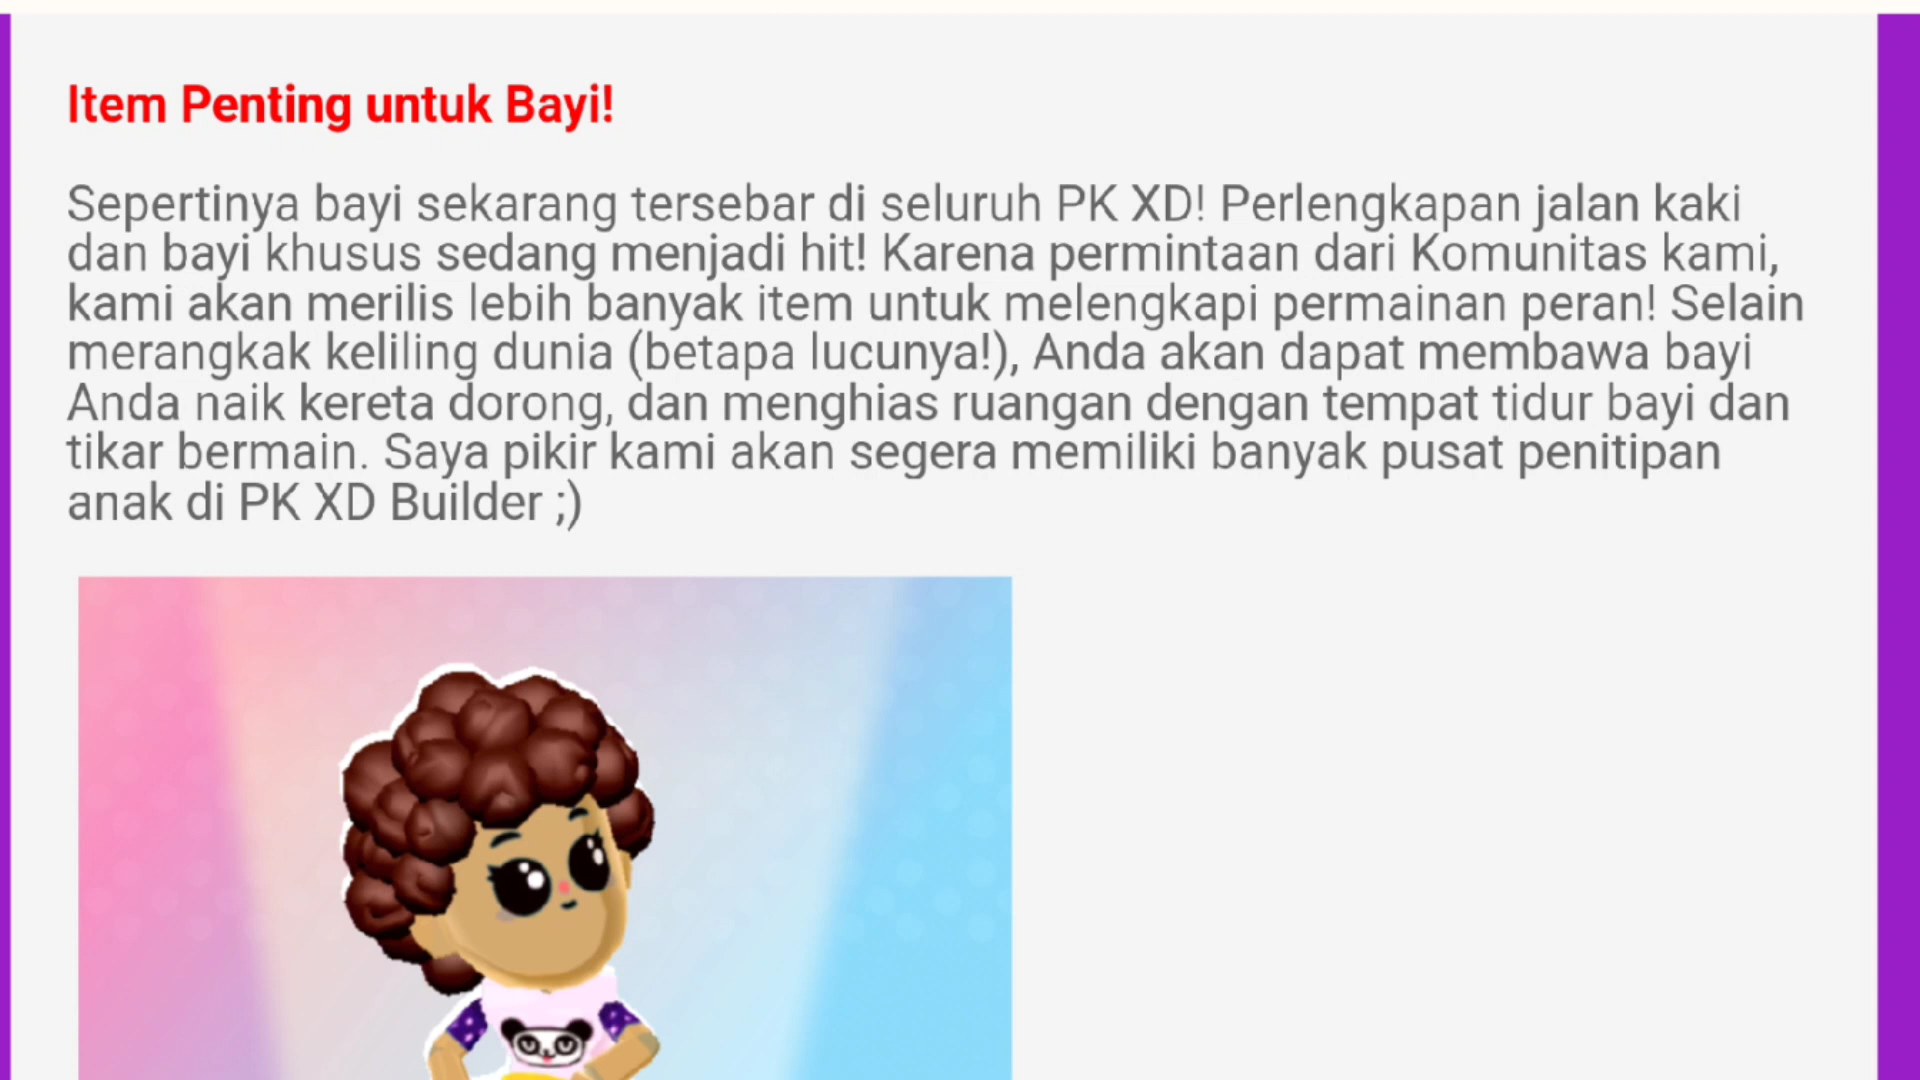 Item Penting untuk Bayi!
Sepertinya bayi sekarang tersebar di seluruh PK XD! Perlengkapan jalan kaki
dan bayi khusus sedang menjadi hit! Karena permintaan dari Komunitas kami,
kami akan merilis lebih banyak item untuk melengkapi permainan peran! Selain
merangkak keliling dunia (betapa lucunya!), Anda akan dapat membawa bayi
Anda naik kereta dorong, dan menghias ruangan dengan tempat tidur bayi dan
tikar bermain. Saya pikir kami akan segera memiliki banyak pusat penitipan
anak di PK XD Builder ;)